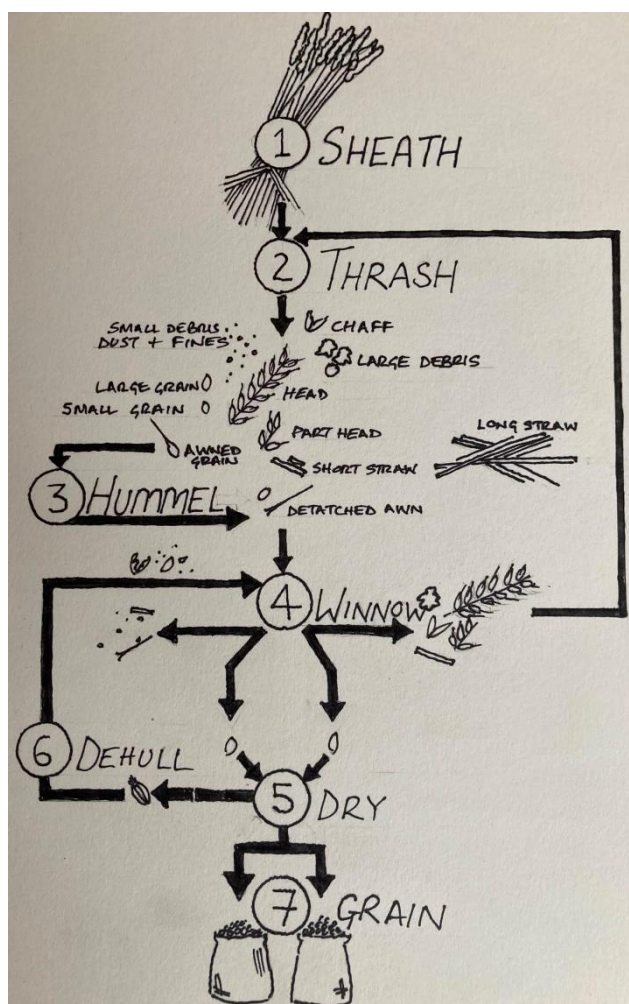 1 SHEATH
2 THRASH
SMALL DEBRIS
DUST + FINES
CHAFF
LARGE DEBRIS
LARGE GRAIN
HEAD
SMALL GRAIN
PART HEAD
LONG STRAW
AWNED
GRAIN
SHORT STRAW
3 HUMMEL
DETATCHED AWN
4 WINNOW
6 DEHULL
5 DRY
7 GRAIN